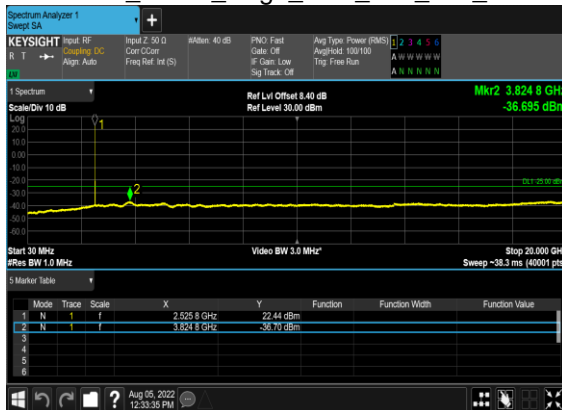 Spectrum Analyzer 1
Swept SA
KEYSIGHT Input: RF Input Z: 50 Ω #Atten: 40 dB PNO: Fast Avg Type: Power (RMS) 1 2 3 4 5 6
R T Coupling: DC Corr CCorr Gate: Off Avg|Hold: 100/100 A W W W W W
Align: Auto Freq Ref: Int (S) IF Gain: Low Trig: Free Run
LXI Sig Track: Off A N N N N N
1 Spectrum Ref Lvl Offset 8.40 dB Mkr2 3.824 8 GHz
Scale/Div 10 dB Ref Level 30.00 dBm -36.695 dBm
Log
20.0
10.0
0.00
-10.0
-20.0
-30.0
-40.0
-50.0
-60.0
1
2
DL1 -25.00 dBm
Start 30 MHz Video BW 3.0 MHz* Stop 20.000 GHz
#Res BW 1.0 MHz Sweep ~38.3 ms (40001 pts)
5 Marker Table
Mode Trace Scale X Y Function Function Width Function Value
1 N 1 f 2.525 8 GHz 22.44 dBm
2 N 1 f 3.824 8 GHz -36.70 dBm
3
4
5
6
? Aug 05, 2022
12:33:35 PM